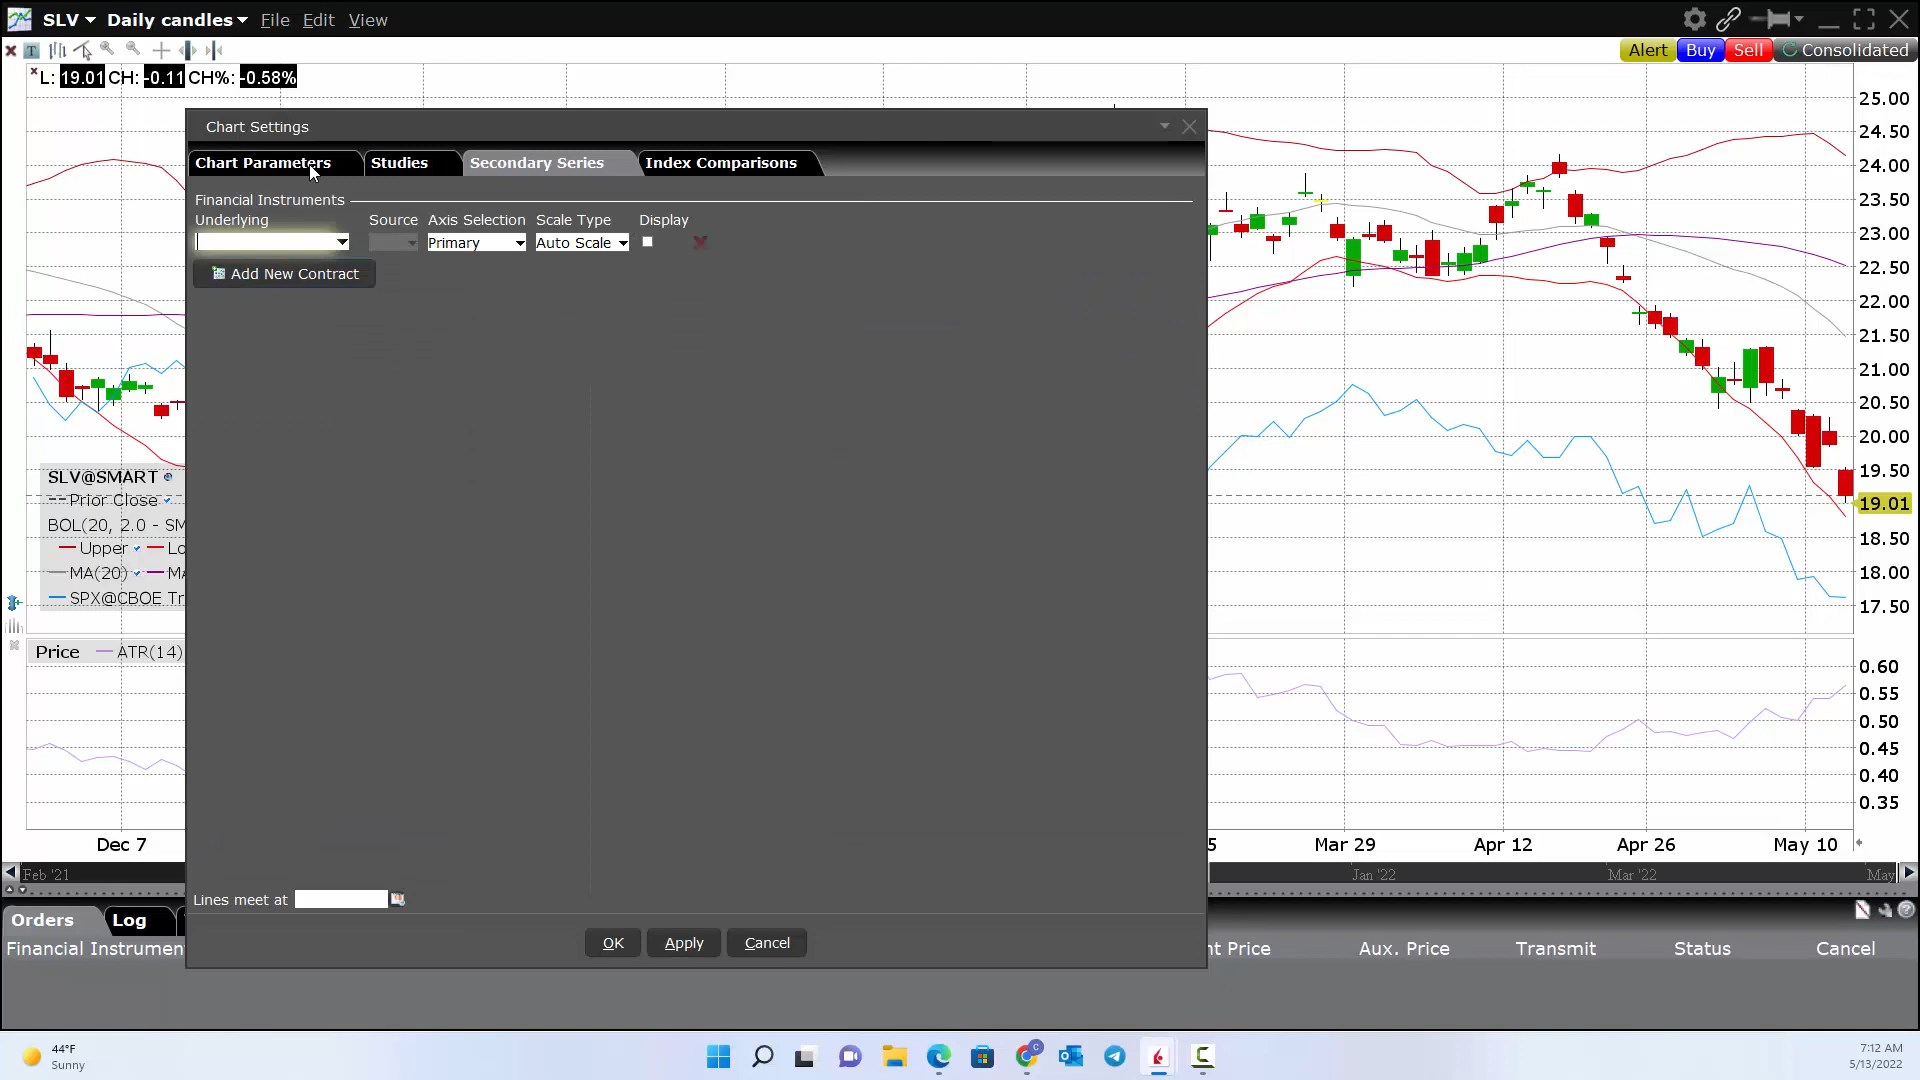 SLV Daily candles File Edit View
Alert Buy Sell Consolidated
L: 19.01 CH: -0.11 CH%: -0.58%
Chart Settings
Chart Parameters Studies Secondary Series Index Comparisons
Financial Instruments
Underlying Source Axis Selection Scale Type Display
Primary Auto Scale
Add New Contract
25.00
24.50
24.00
23.50
23.00
22.50
22.00
21.50
21.00
20.50
20.00
19.50
19.01
18.50
18.00
17.50
SLV@SMART
Prior Close
BOL(20, 2.0 - SM
Upper Lo
MA(20) MA
SPX@CBOE Tr
Price ATR(14)
0.60
0.55
0.50
0.45
0.40
0.35
Dec 7 5 Mar 29 Apr 12 Apr 26 May 10
Feb '21 Jan '22 Mar '22 May
Lines meet at
OK Apply Cancel
Orders Log
Financial Instrumen nt Price Aux. Price Transmit Status Cancel
44°F
Sunny
7:12 AM
5/13/2022